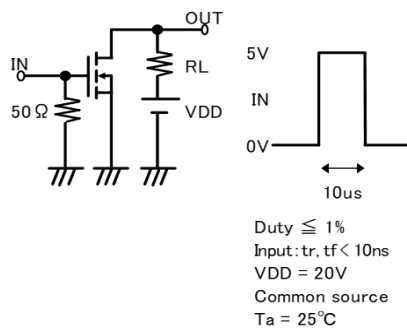 OUT
IN
RL
50Ω
VDD
5V
IN
0V
10us
Duty ≦ 1%
Input: tr, tf < 10ns
VDD = 20V
Common source
Ta = 25℃